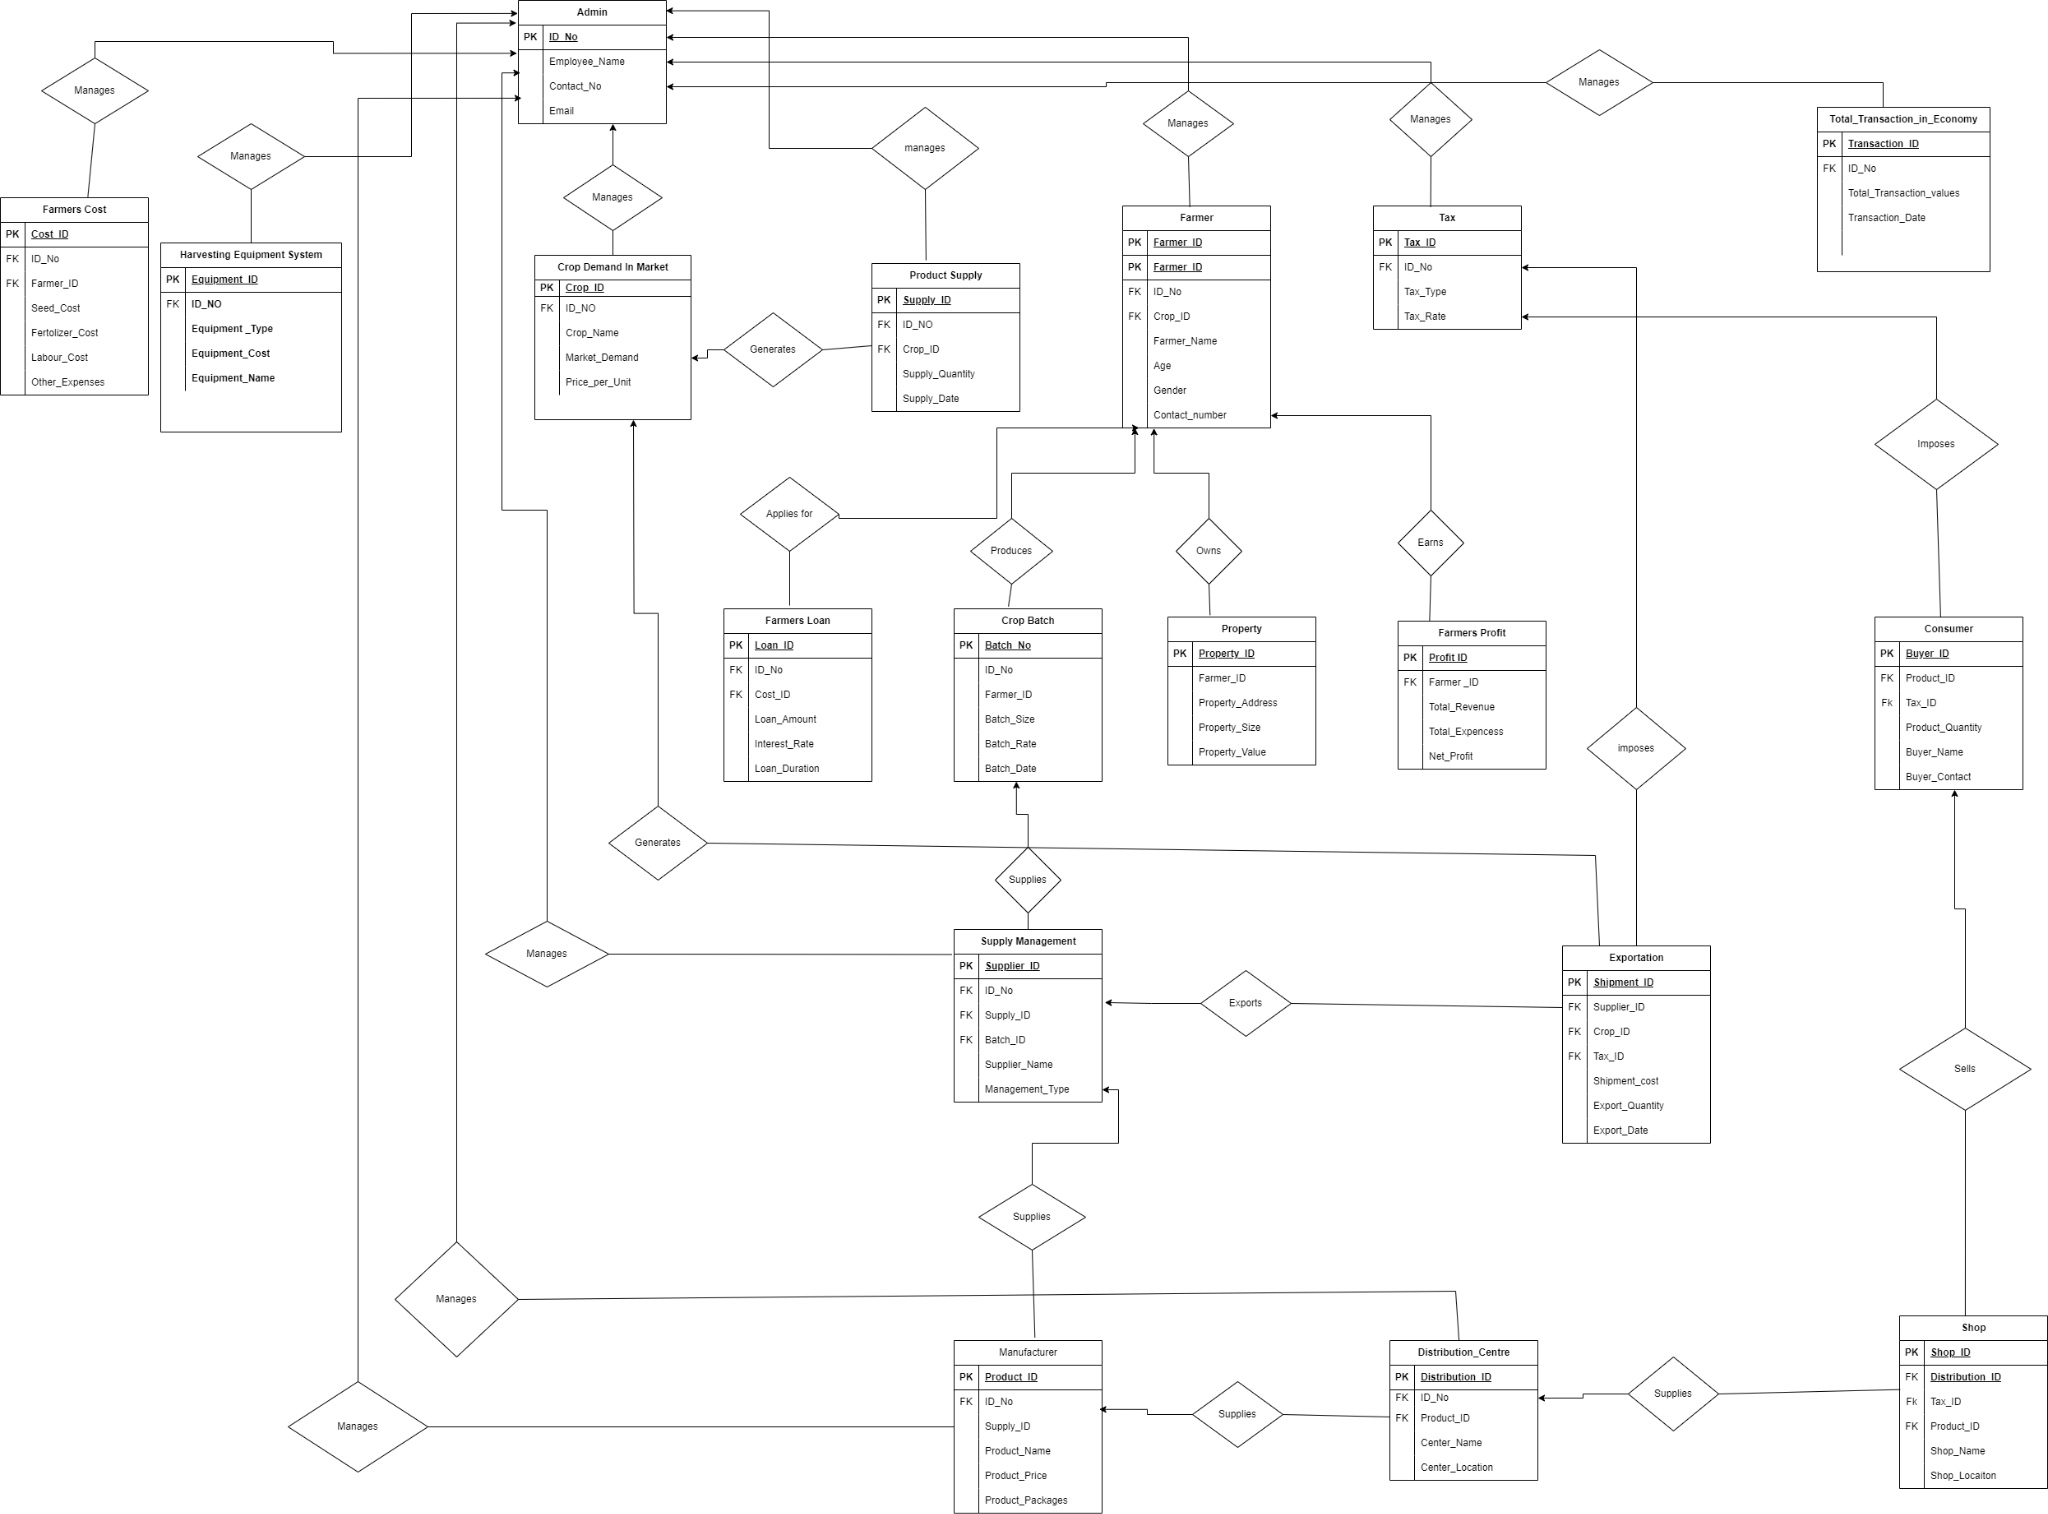 Admin
PK ID_No
Employee_Name
Contact_No
Email
Manages
Manages
Manages
manages
Manages
Manages
Manages
Total_Transaction_in_Economy
PK Transaction_ID
FK ID_No
Total_Transaction_values
Transaction_Date
Farmers Cost
PK Cost_ID
FK ID_No
FK Farmer_ID
Seed_Cost
Fertolizer_Cost
Labour_Cost
Other_Expenses
Harvesting Equipment System
PK Equipment_ID
FK ID_NO
Equipment _Type
Equipment_Cost
Equipment_Name
Crop Demand In Market
PK Crop_ID
FK ID_NO
Crop_Name
Market_Demand
Price_per_Unit
Generates
Product Supply
PK Supply_ID
FK ID_NO
FK Crop_ID
Supply_Quantity
Supply_Date
Farmer
PK Farmer_ID
PK Farmer_ID
FK ID_No
FK Crop_ID
Farmer_Name
Age
Gender
Contact_number
Tax
PK Tax_ID
FK ID_No
Tax_Type
Tax_Rate
Imposes
Applies for
Produces
Owns
Earns
Farmers Loan
PK Loan_ID
FK ID_No
FK Cost_ID
Loan_Amount
Interest_Rate
Loan_Duration
Crop Batch
PK Batch_No
ID_No
Farmer_ID
Batch_Size
Batch_Rate
Batch_Date
Property
PK Property_ID
Farmer_ID
Property_Address
Property_Size
Property_Value
Farmers Profit
PK Profit ID
FK Farmer _ID
Total_Revenue
Total_Expencess
Net_Profit
imposes
Consumer
PK Buyer_ID
FK Product_ID
Fk Tax_ID
Product_Quantity
Buyer_Name
Buyer_Contact
Generates
Supplies
Manages
Supply Management
PK Supplier_ID
FK ID_No
FK Supply_ID
FK Batch_ID
Supplier_Name
Management_Type
Exports
Exportation
PK Shipment_ID
FK Supplier_ID
FK Crop_ID
FK Tax_ID
Shipment_cost
Export_Quantity
Export_Date
Sells
Supplies
Manages
Manages
Manufacturer
PK Product_ID
FK ID_No
Supply_ID
Product_Name
Product_Price
Product_Packages
Supplies
Distribution_Centre
PK Distribution_ID
FK ID_No
FK Product_ID
Center_Name
Center_Location
Supplies
Shop
PK Shop_ID
FK Distribution_ID
Fk Tax_ID
FK Product_ID
Shop_Name
Shop_Locaiton